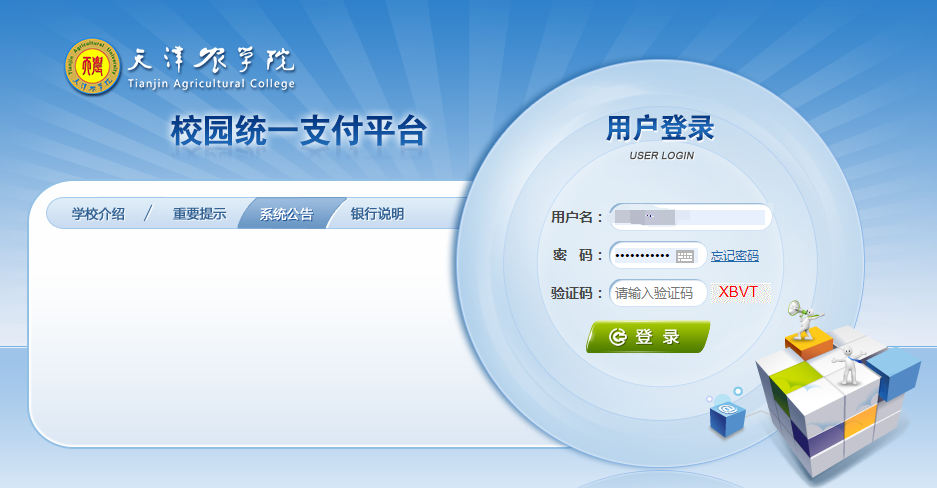 天津农学院
Tianjin Agricultural College
校园统一支付平台
学校介绍 / 重要提示 系统公告 银行说明
用户登录
USER LOGIN
用户名：
密 码： ••••••••••• 忘记密码
验证码： 请输入验证码 XBVT
登 录